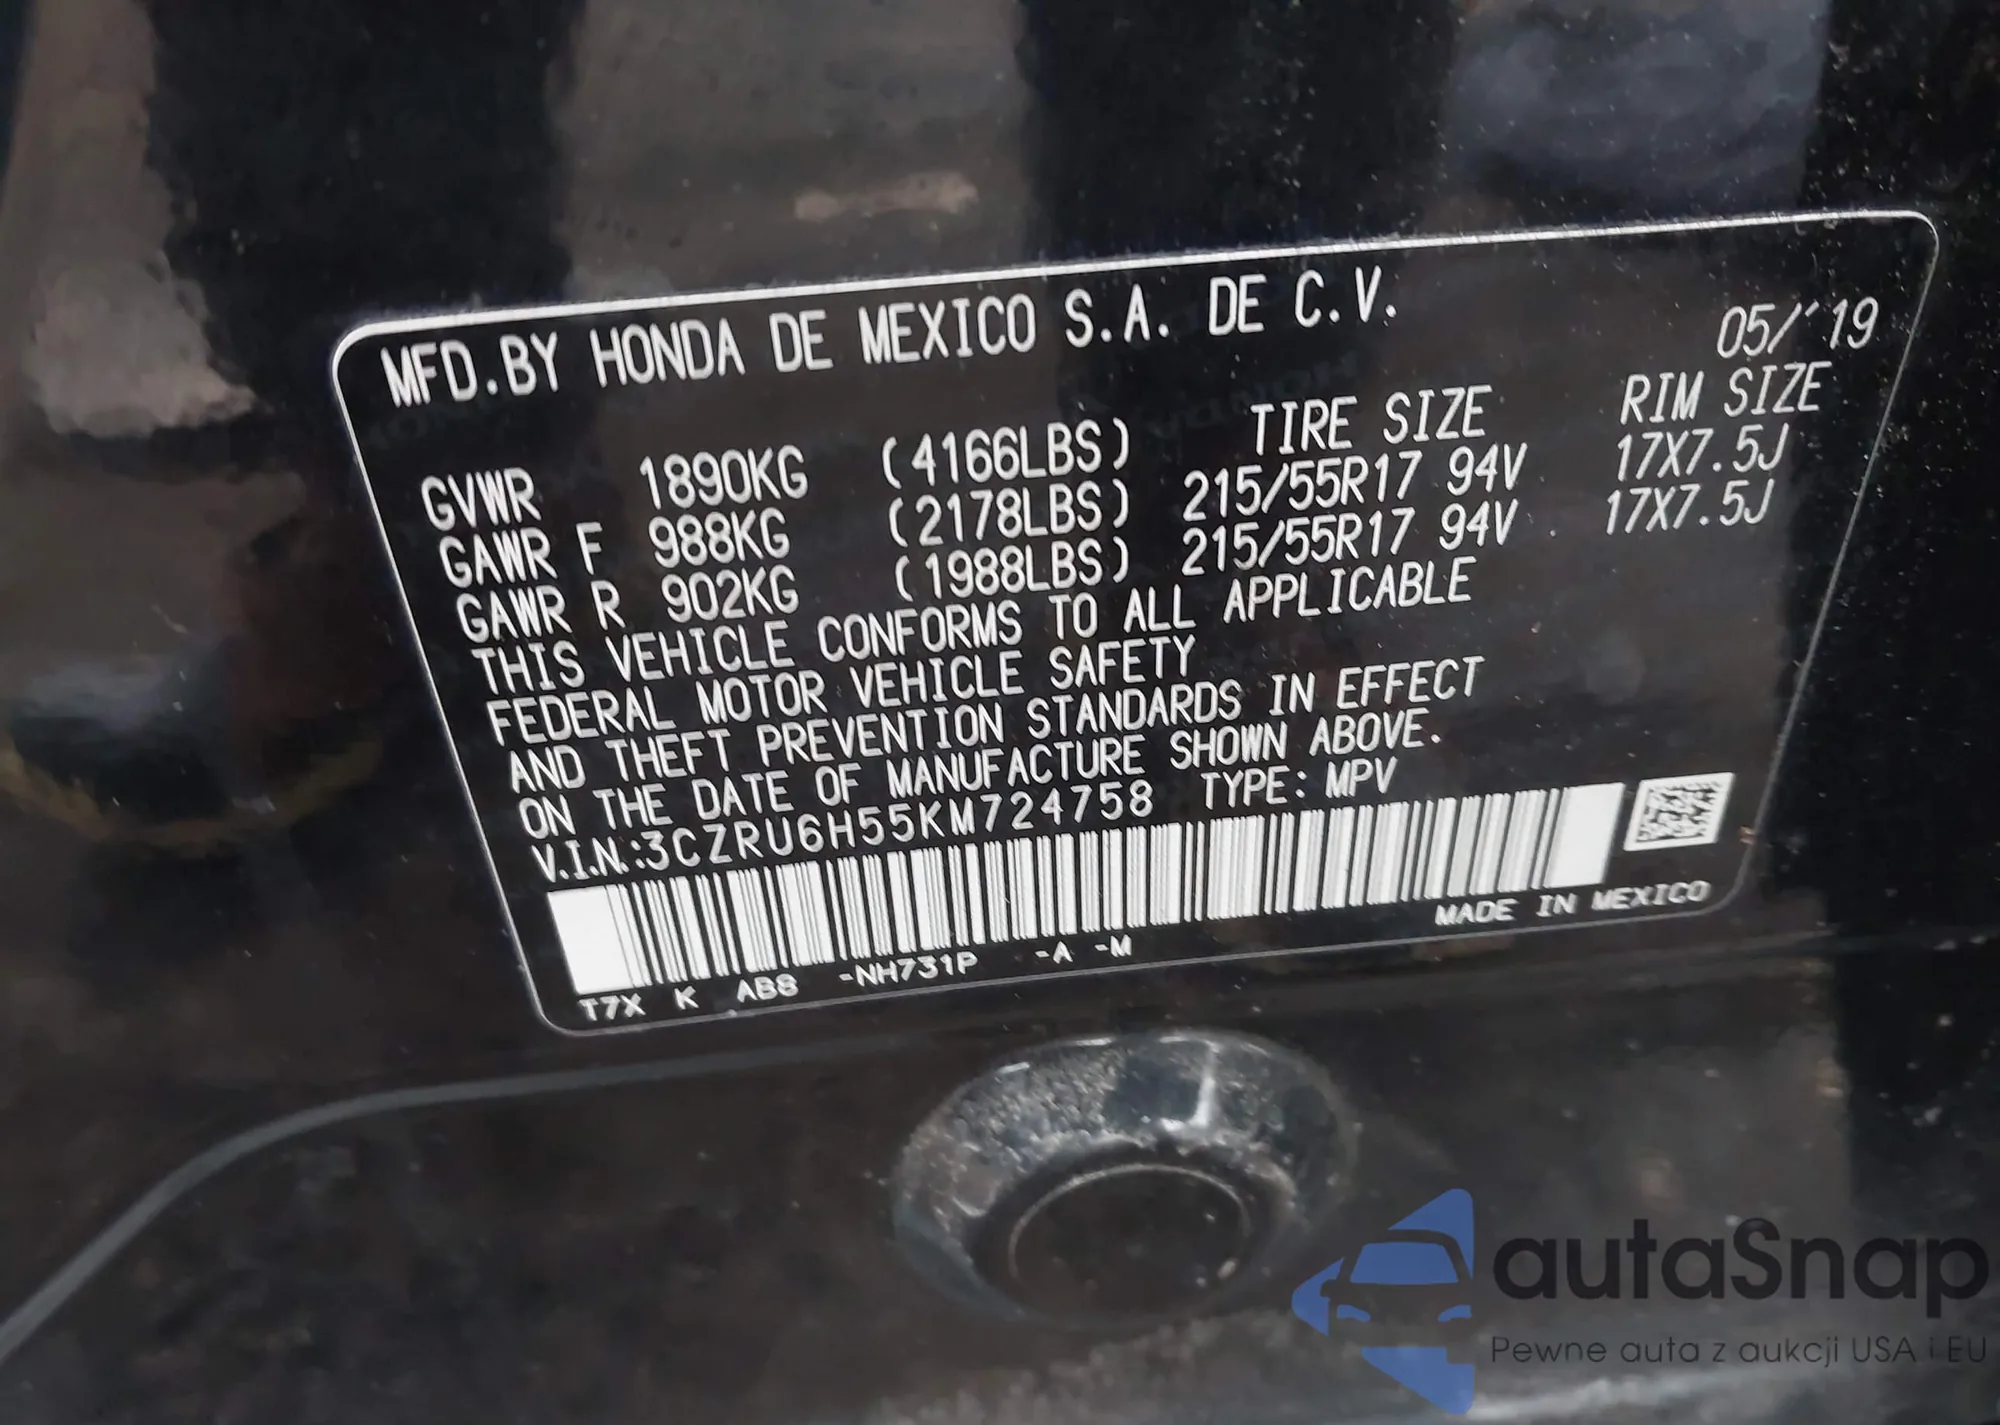 MFD.BY HONDA DE MEXICO S.A. DE C.V.
05/'19
TIRE SIZE RIM SIZE
GVWR 1890KG (4166LBS)
GAWR F 988KG (2178LBS) 215/55R17 94V 17X7.5J
GAWR R 902KG (1988LBS) 215/55R17 94V 17X7.5J
THIS VEHICLE CONFORMS TO ALL APPLICABLE
FEDERAL MOTOR VEHICLE SAFETY
AND THEFT PREVENTION STANDARDS IN EFFECT
ON THE DATE OF MANUFACTURE SHOWN ABOVE.
V.I.N.:3CZRU6H55KM724758 TYPE: MPV
MADE IN MEXICO
T7X K AB8 -NH731P -A -M
autaSnap
Pewne auta z aukcji USA i EU